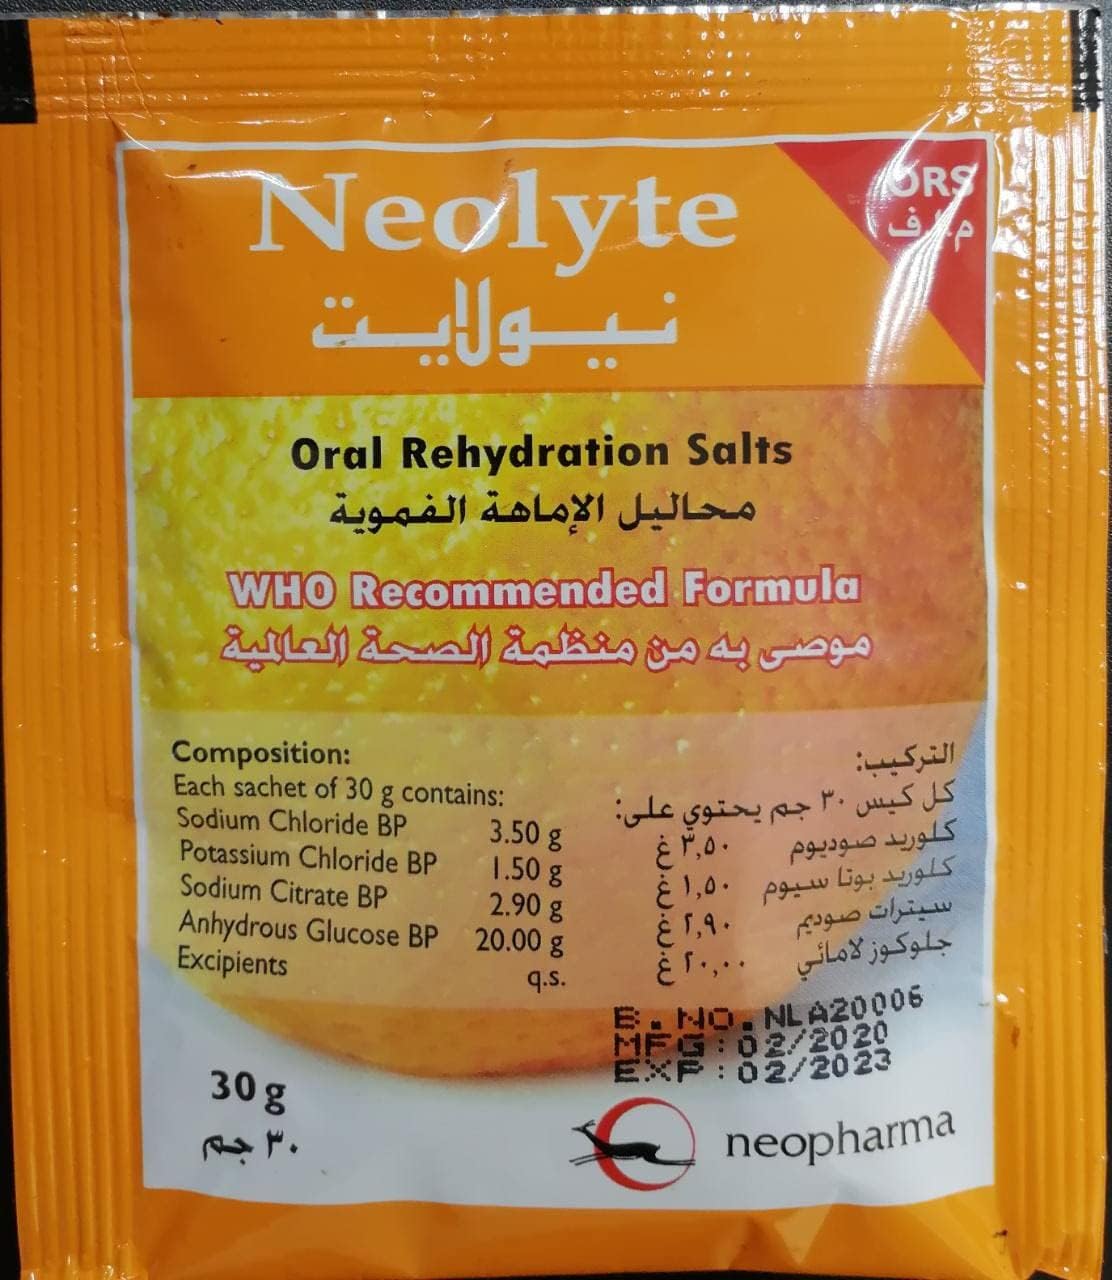 Neolyte
نيولايت
ORS
م.إ.ف
Oral Rehydration Salts
محاليل الإماهة الفموية
WHO Recommended Formula
موصى به من منظمة الصحة العالمية
Composition:
Each sachet of 30 g contains:
Sodium Chloride BP 3.50 g
Potassium Chloride BP 1.50 g
Sodium Citrate BP 2.90 g
Anhydrous Glucose BP 20.00 g
Excipients q.s.
التركيب:
كل كيس ٣٠ جم يحتوي على:
كلوريد صوديوم ٣,٥٠ غ
كلوريد بوتا سيوم ١,٥٠ غ
سيترات صوديم ٢,٩٠ غ
جلوكوز لامائي ٢٠,٠٠ غ
B. NO. NLA20006
MFG: 02/2020
EXP: 02/2023
30 g
٣٠ جم
neopharma